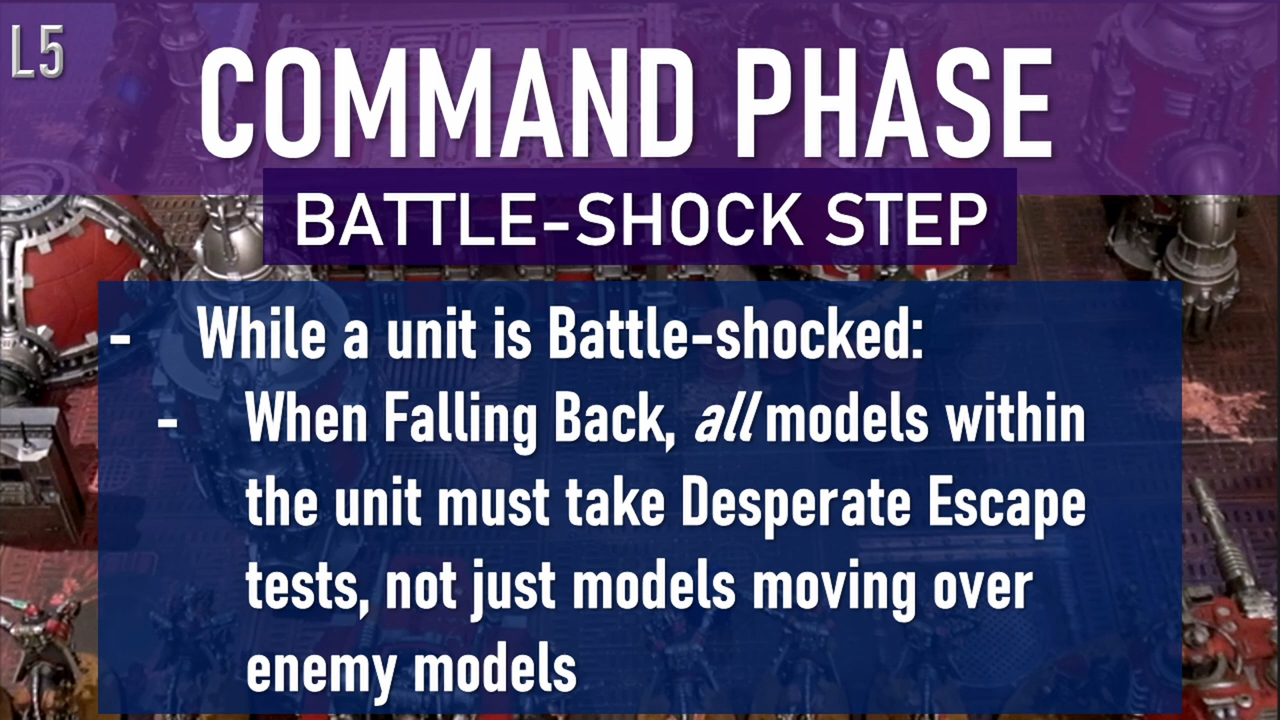 L5
COMMAND PHASE
BATTLE-SHOCK STEP
- While a unit is Battle-shocked:
- When Falling Back, all models within
the unit must take Desperate Escape
tests, not just models moving over
enemy models